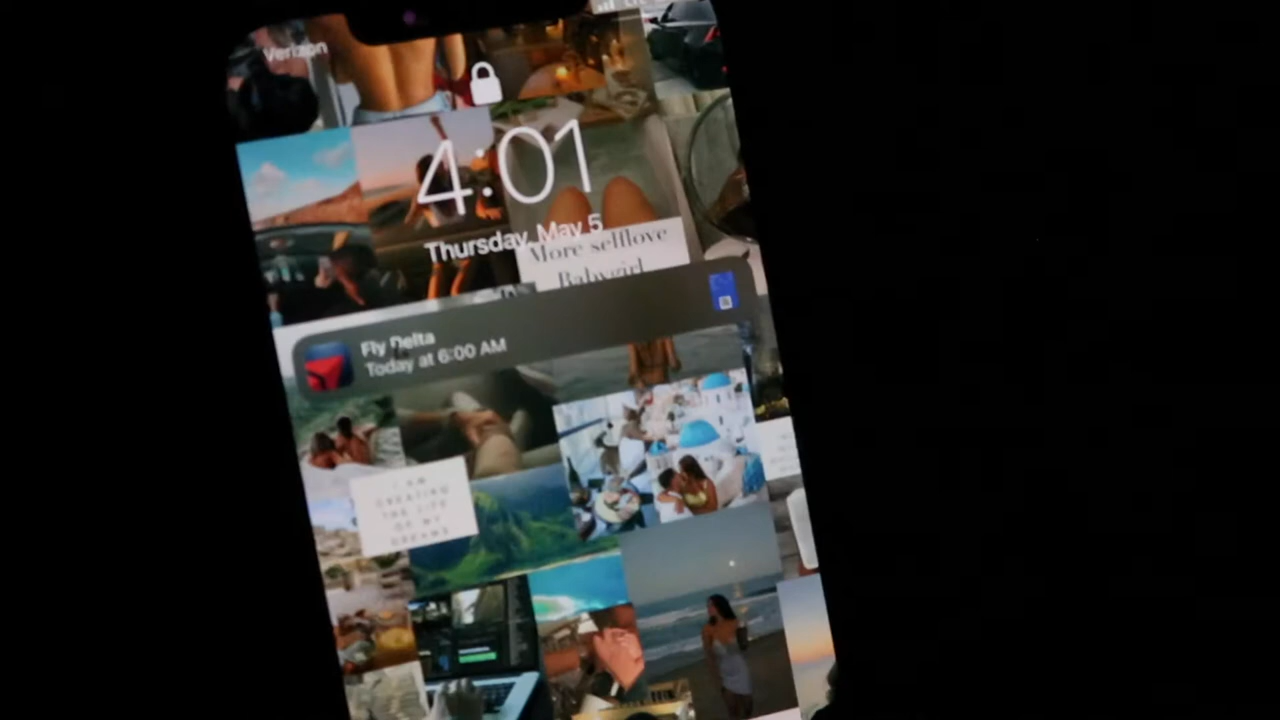 Verizon
4:01
Thursday, May 5
More selflove
Babygirl
Fly Delta
Today at 6:00 AM
I AM
CREATING
THE LIFE
OF MY
DREAMS